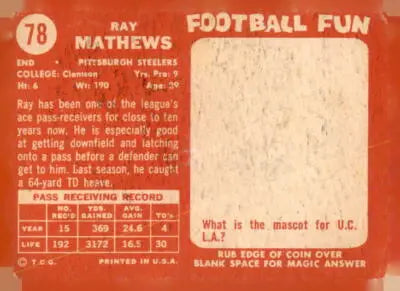 78
RAY
MATHEWS
END • PITTSBURGH STEELERS
COLLEGE: Clemson Yrs. Pro: 9
Ht: 6 Wt: 190 Age: 29
Ray has been one of the league's
ace pass-receivers for close to ten
years now. He is especially good
at getting downfield and latching
onto a pass before a defender can
get to him. Last season, he caught
a 64-yard TD heave.
PASS RECEIVING RECORD
NO. REC'D YDS. GAINED AVG. GAIN TD's
YEAR 15 369 24.6 4
LIFE 192 3172 16.5 30
© T.C.G. PRINTED IN U.S.A.
FOOTBALL FUN
What is the mascot for U.C.
L.A.?
RUB EDGE OF COIN OVER
BLANK SPACE FOR MAGIC ANSWER